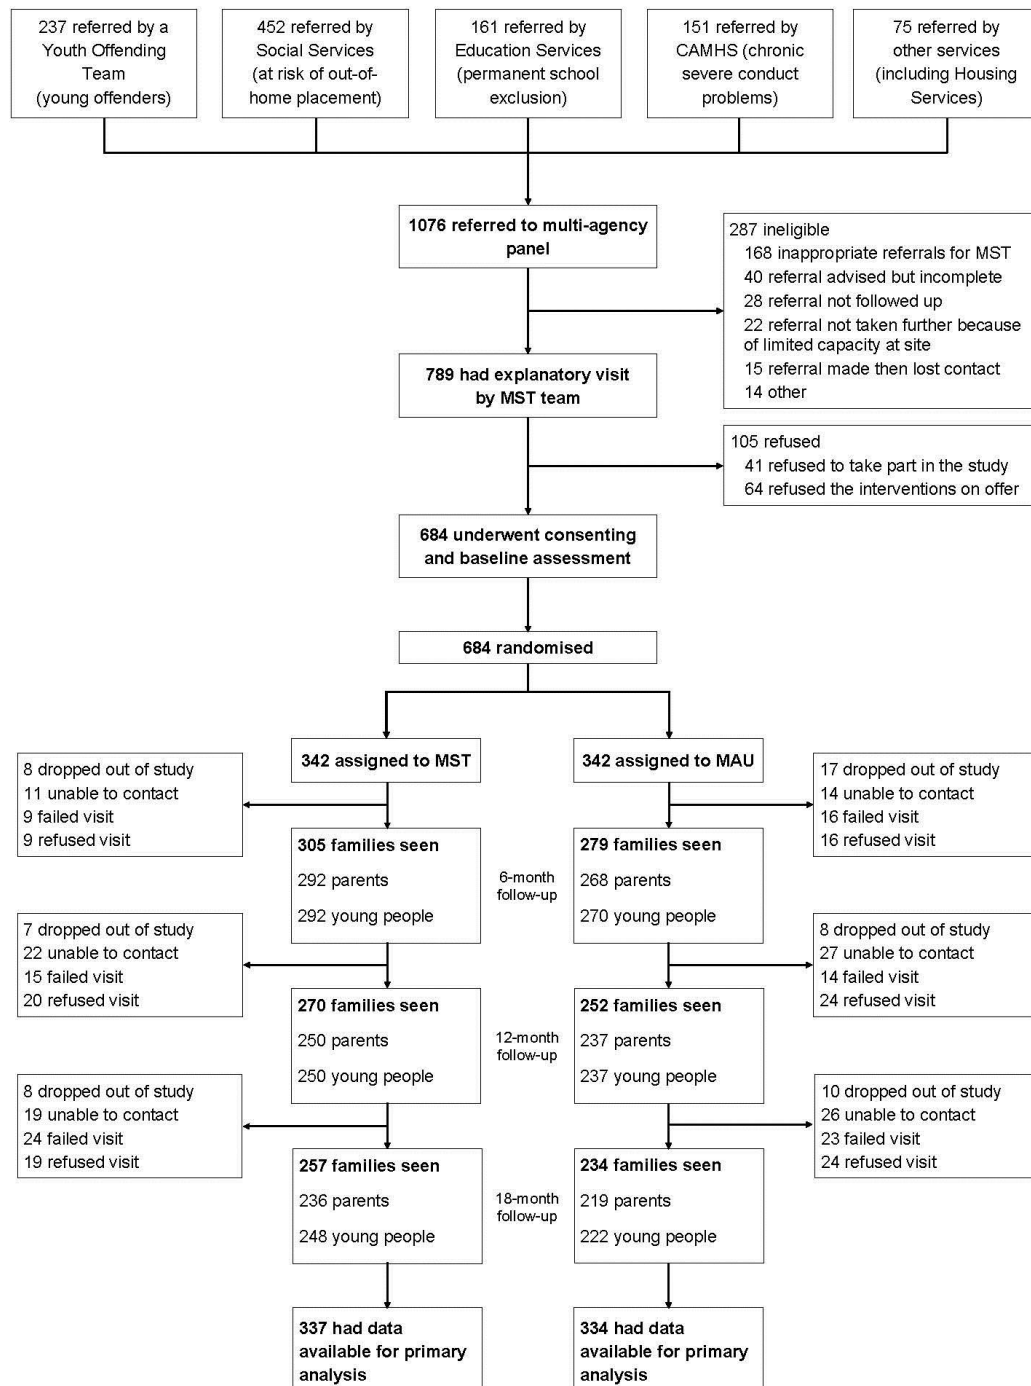 237 referred by a
Youth Offending
Team
(young offenders)
452 referred by
Social Services
(at risk of out-of-
home placement)
161 referred by
Education Services
(permanent school
exclusion)
151 referred by
CAMHS (chronic
severe conduct
problems)
75 referred by
other services
(including Housing
Services)
1076 referred to multi-agency
panel
287 ineligible
168 inappropriate referrals for MST
40 referral advised but incomplete
28 referral not followed up
22 referral not taken further because
of limited capacity at site
15 referral made then lost contact
14 other
789 had explanatory visit
by MST team
105 refused
41 refused to take part in the study
64 refused the interventions on offer
684 underwent consenting
and baseline assessment
684 randomised
342 assigned to MST
342 assigned to MAU
8 dropped out of study
11 unable to contact
9 failed visit
9 refused visit
17 dropped out of study
14 unable to contact
16 failed visit
16 refused visit
305 families seen
292 parents
292 young people
6-month
follow-up
279 families seen
268 parents
270 young people
7 dropped out of study
22 unable to contact
15 failed visit
20 refused visit
8 dropped out of study
27 unable to contact
14 failed visit
24 refused visit
270 families seen
250 parents
250 young people
12-month
follow-up
252 families seen
237 parents
237 young people
8 dropped out of study
19 unable to contact
24 failed visit
19 refused visit
10 dropped out of study
26 unable to contact
23 failed visit
24 refused visit
257 families seen
236 parents
248 young people
18-month
follow-up
234 families seen
219 parents
222 young people
337 had data
available for primary
analysis
334 had data
available for primary
analysis